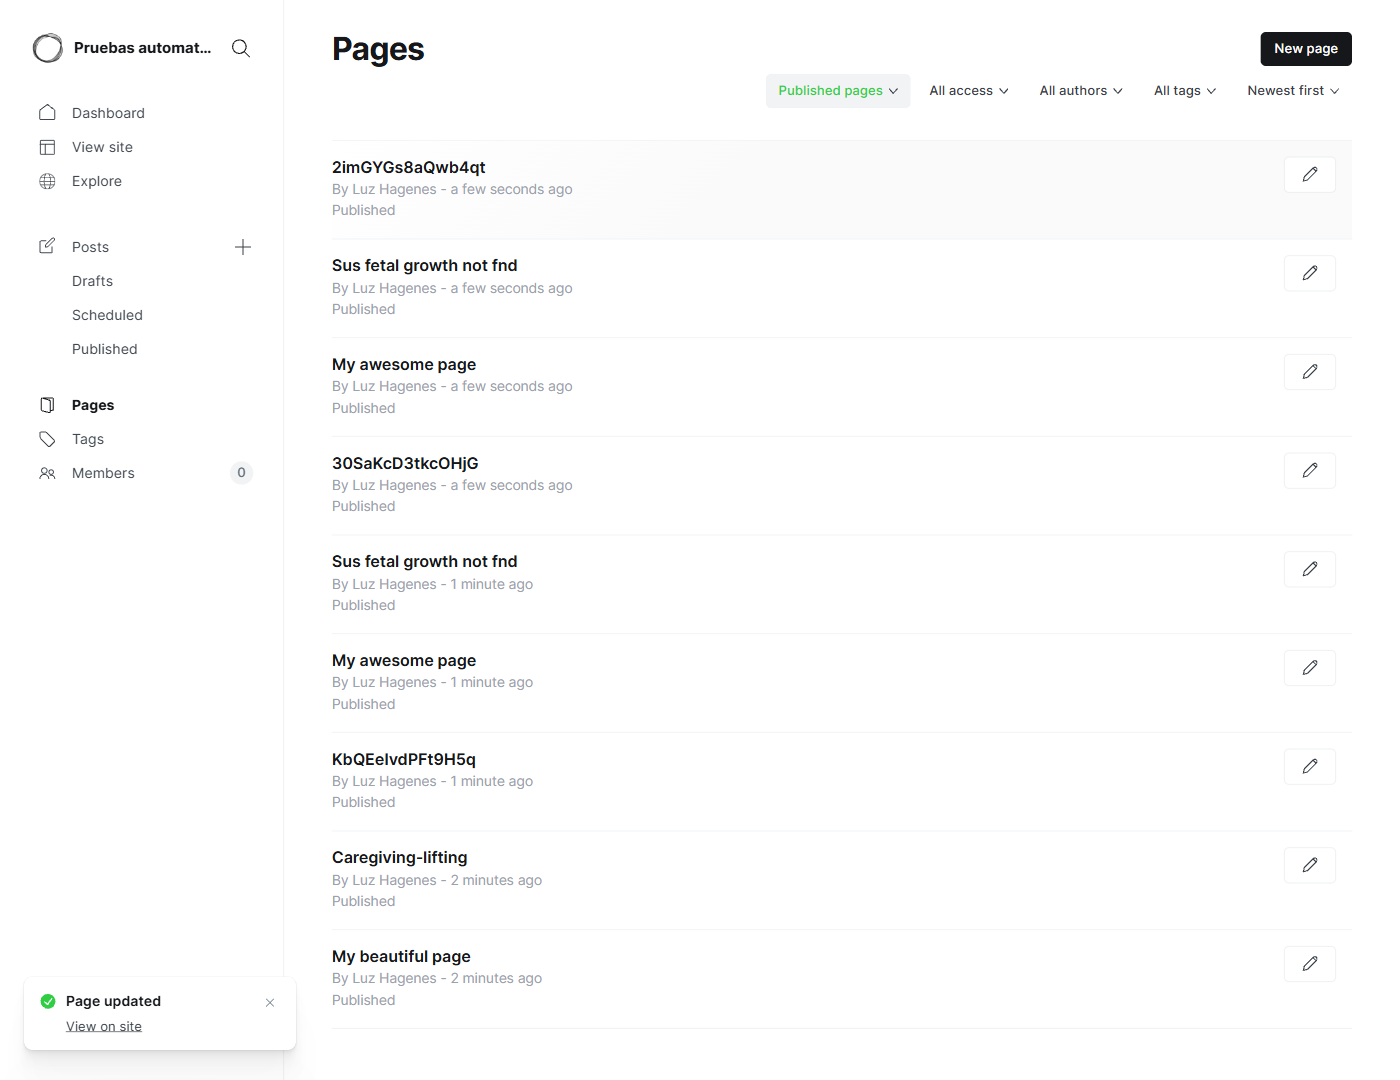 Pruebas automat...
Dashboard
View site
Explore
Posts
Drafts
Scheduled
Published
Pages
Tags
Members 0
Page updated
View on site
Pages
New page
Published pages All access All authors All tags Newest first
2imGYGs8aQwb4qt
By Luz Hagenes - a few seconds ago
Published
Sus fetal growth not fnd
By Luz Hagenes - a few seconds ago
Published
My awesome page
By Luz Hagenes - a few seconds ago
Published
30SaKcD3tkcOHjG
By Luz Hagenes - a few seconds ago
Published
Sus fetal growth not fnd
By Luz Hagenes - 1 minute ago
Published
My awesome page
By Luz Hagenes - 1 minute ago
Published
KbQEeIvdPFt9H5q
By Luz Hagenes - 1 minute ago
Published
Caregiving-lifting
By Luz Hagenes - 2 minutes ago
Published
My beautiful page
By Luz Hagenes - 2 minutes ago
Published